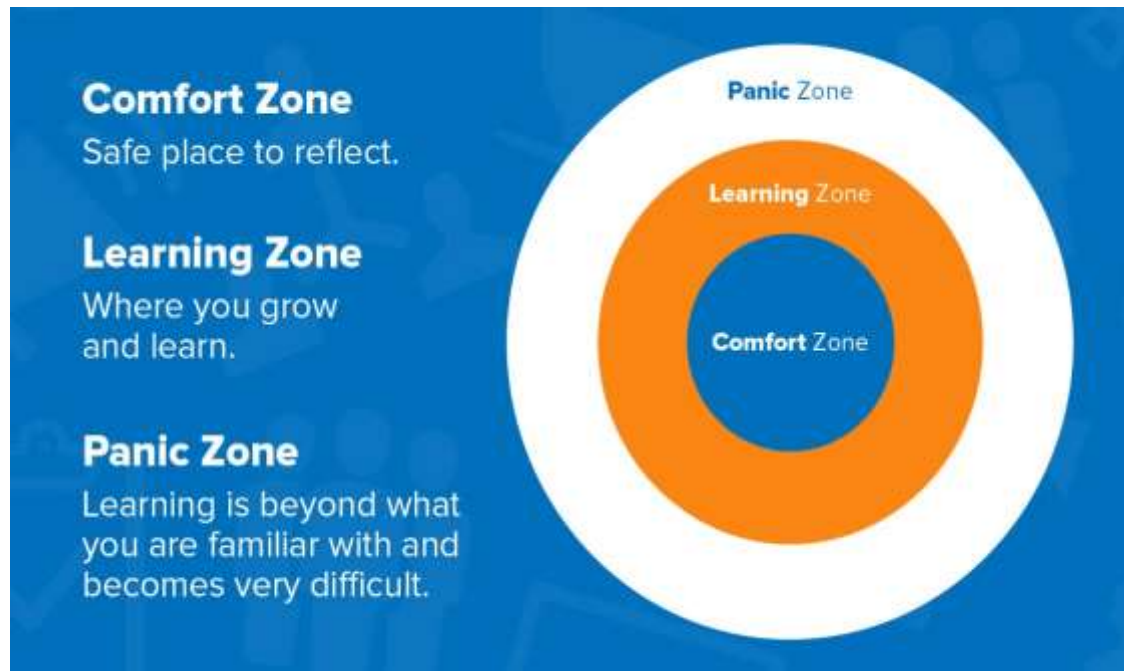 Comfort Zone
Safe place to reflect.
Learning Zone
Where you grow
and learn.
Panic Zone
Learning is beyond what
you are familiar with and
becomes very difficult.
Panic Zone
Learning Zone
Comfort Zone